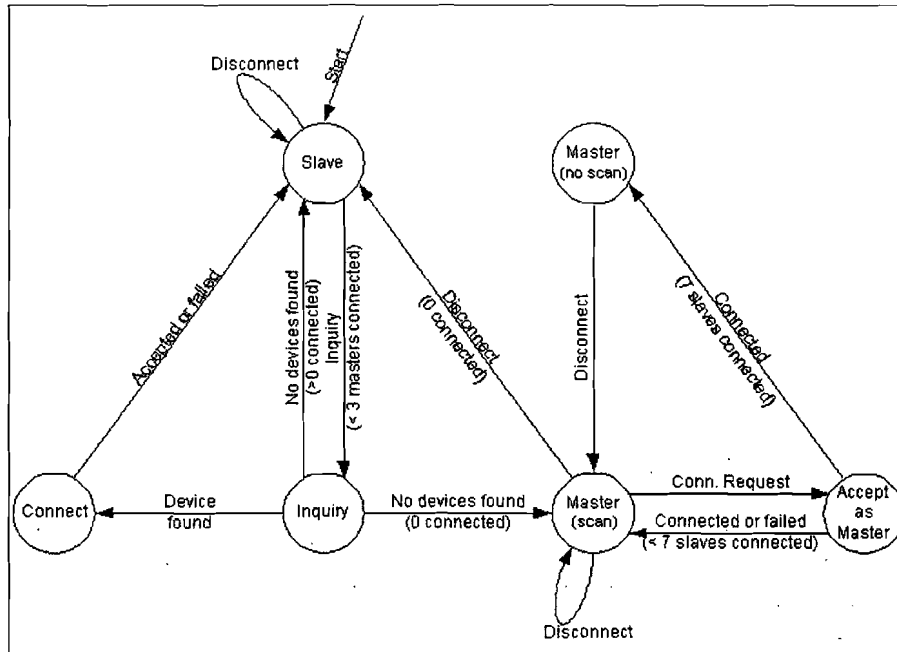 Start
Disconnect
Slave
Master
(no scan)
Accepted or failed
No devices found
(>0 connected)
Inquiry
(< 3 masters connected)
Disconnect
(0 connected)
Disconnect
Connected
(7 slaves connected)
Connect
Device
found
Inquiry
No devices found
(0 connected)
Master
(scan)
Conn. Request
Connected or failed
(< 7 slaves connected)
Accept
as
Master
Disconnect